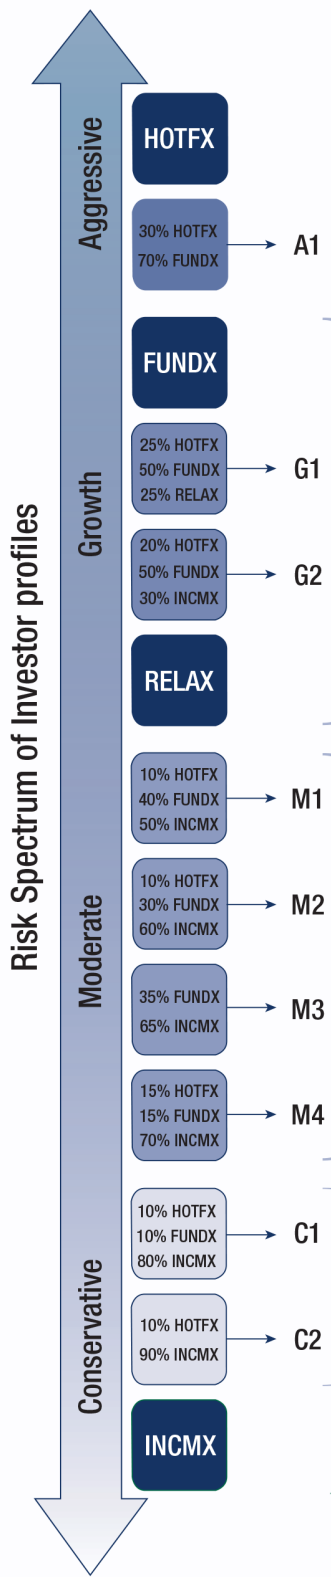 Risk Spectrum of Investor profiles
Aggressive
HOTFX
30% HOTFX
70% FUNDX
A1
FUNDX
Growth
25% HOTFX
50% FUNDX
25% RELAX
G1
20% HOTFX
50% FUNDX
30% INCMX
G2
RELAX
Moderate
10% HOTFX
40% FUNDX
50% INCMX
M1
10% HOTFX
30% FUNDX
60% INCMX
M2
35% FUNDX
65% INCMX
M3
15% HOTFX
15% FUNDX
70% INCMX
M4
Conservative
10% HOTFX
10% FUNDX
80% INCMX
C1
10% HOTFX
90% INCMX
C2
INCMX